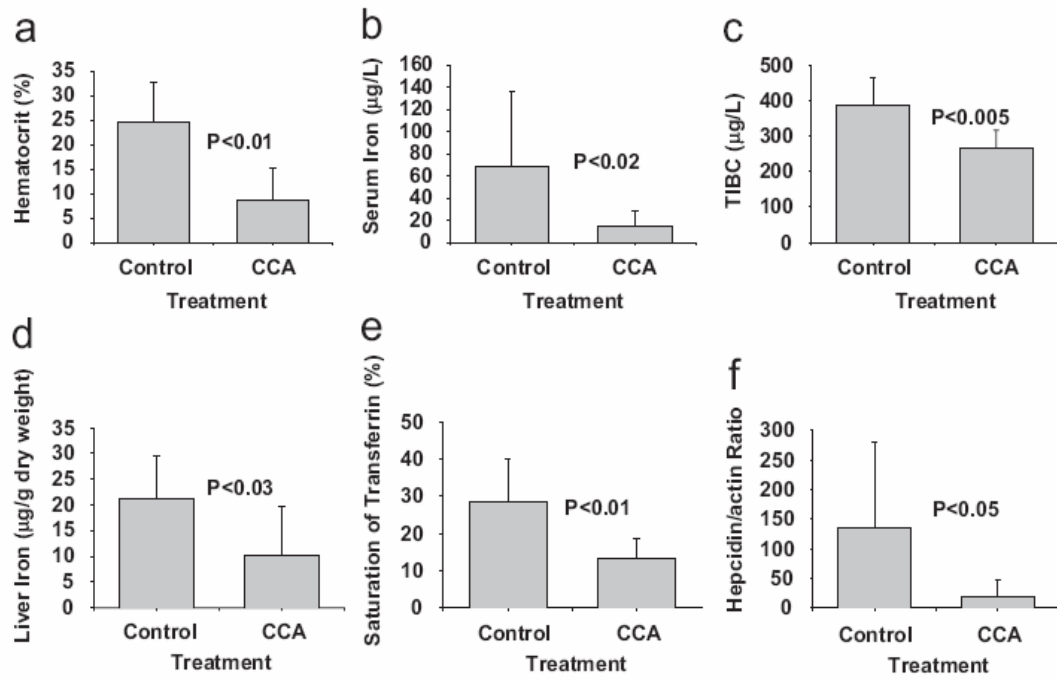 a
Hematocrit (%)
35
30
25
20
15
10
5
0
P<0.01
Control CCA
Treatment
b
Serum Iron (µg/L)
160
140
120
100
80
60
40
20
0
P<0.02
Control CCA
Treatment
c
TIBC (µg/L)
500
400
300
200
100
0
P<0.005
Control CCA
Treatment
d
Liver Iron (µg/g dry weight)
35
30
25
20
15
10
5
0
P<0.03
Control CCA
Treatment
e
Saturation of Transferrin (%)
50
40
30
20
10
0
P<0.01
Control CCA
Treatment
f
Hepcidin/actin Ratio
300
250
200
150
100
50
0
P<0.05
Control CCA
Treatment